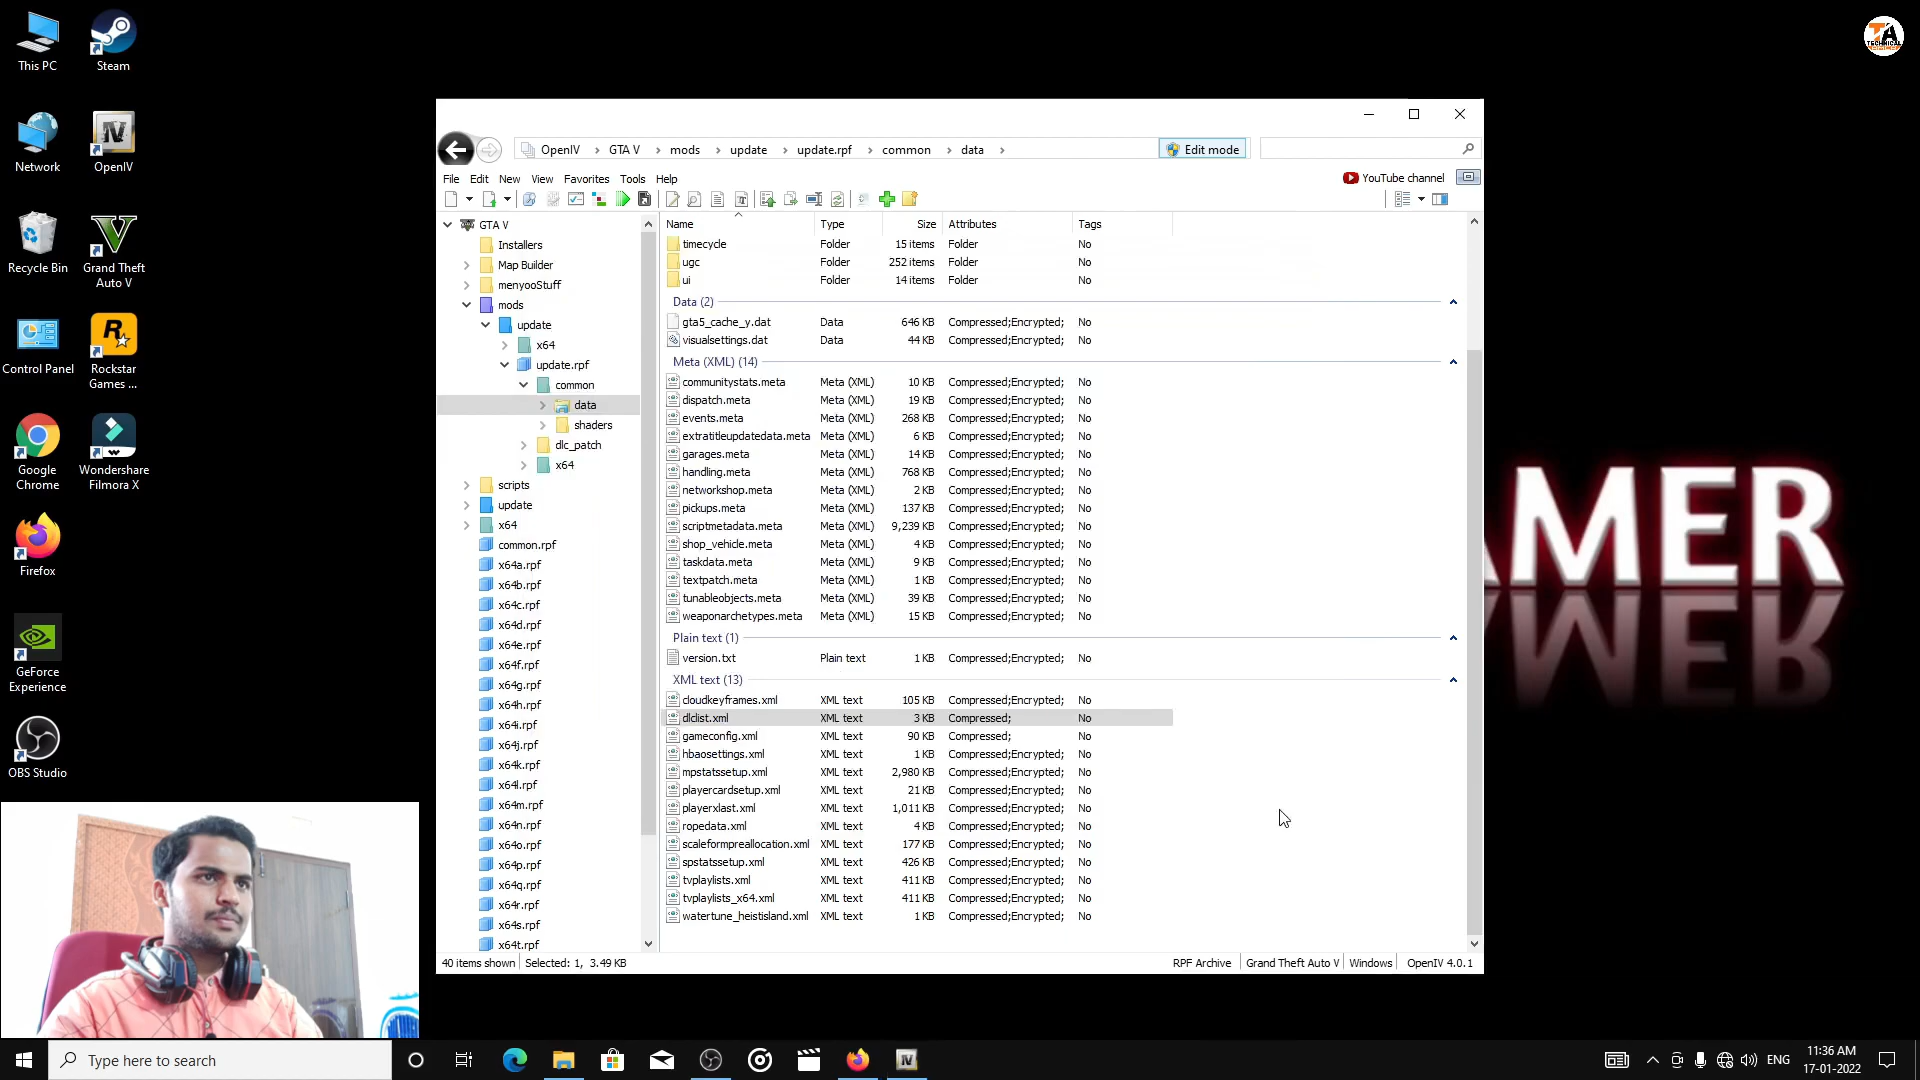 This PC
Steam
Network
OpenIV
Recycle Bin
Grand Theft
Auto V
Control Panel
Rockstar
Games ...
Google
Chrome
Wondershare
Filmora X
Firefox
GeForce
Experience
OBS Studio
OpenIV
GTA V
mods
update
update.rpf
common
data
Edit mode
File
Edit
New
View
Favorites
Tools
Help
YouTube channel
GTA V
Installers
Map Builder
menyooStuff
mods
update
x64
update.rpf
common
data
shaders
dlc_patch
x64
scripts
update
x64
common.rpf
x64a.rpf
x64b.rpf
x64c.rpf
x64d.rpf
x64e.rpf
x64f.rpf
x64g.rpf
x64h.rpf
x64i.rpf
x64j.rpf
x64k.rpf
x64l.rpf
x64m.rpf
x64n.rpf
x64o.rpf
x64p.rpf
x64q.rpf
x64r.rpf
x64s.rpf
x64t.rpf
Name Type Size Attributes Tags
timecycle Folder 15 items Folder No
ugc Folder 252 items Folder No
ui Folder 14 items Folder No
Data (2)
gta5_cache_y.dat Data 646 KB Compressed;Encrypted; No
visualsettings.dat Data 44 KB Compressed;Encrypted; No
Meta (XML) (14)
communitystats.meta Meta (XML) 10 KB Compressed;Encrypted; No
dispatch.meta Meta (XML) 19 KB Compressed;Encrypted; No
events.meta Meta (XML) 268 KB Compressed;Encrypted; No
extratitleupdatedata.meta Meta (XML) 6 KB Compressed;Encrypted; No
garages.meta Meta (XML) 14 KB Compressed;Encrypted; No
handling.meta Meta (XML) 768 KB Compressed;Encrypted; No
networkshop.meta Meta (XML) 2 KB Compressed;Encrypted; No
pickups.meta Meta (XML) 137 KB Compressed;Encrypted; No
scriptmetadata.meta Meta (XML) 9,239 KB Compressed;Encrypted; No
shop_vehicle.meta Meta (XML) 4 KB Compressed;Encrypted; No
taskdata.meta Meta (XML) 9 KB Compressed;Encrypted; No
textpatch.meta Meta (XML) 1 KB Compressed;Encrypted; No
tunableobjects.meta Meta (XML) 39 KB Compressed;Encrypted; No
weaponarchetypes.meta Meta (XML) 15 KB Compressed;Encrypted; No
Plain text (1)
version.txt Plain text 1 KB Compressed;Encrypted; No
XML text (13)
cloudkeyframes.xml XML text 105 KB Compressed;Encrypted; No
dlclist.xml XML text 3 KB Compressed; No
gameconfig.xml XML text 90 KB Compressed; No
hbaosettings.xml XML text 1 KB Compressed;Encrypted; No
mpstatssetup.xml XML text 2,980 KB Compressed;Encrypted; No
playercardsetup.xml XML text 21 KB Compressed;Encrypted; No
playerxlast.xml XML text 1,011 KB Compressed;Encrypted; No
ropedata.xml XML text 4 KB Compressed;Encrypted; No
scaleformpreallocation.xml XML text 177 KB Compressed;Encrypted; No
spstatssetup.xml XML text 426 KB Compressed;Encrypted; No
tvplaylists.xml XML text 411 KB Compressed;Encrypted; No
tvplaylists_x64.xml XML text 411 KB Compressed;Encrypted; No
watertune_heistisland.xml XML text 1 KB Compressed;Encrypted; No
40 items shown
Selected: 1, 3.49 KB
RPF Archive
Grand Theft Auto V
Windows
OpenIV 4.0.1
TA
AMER
Type here to search
ENG
11:36 AM
17-01-2022